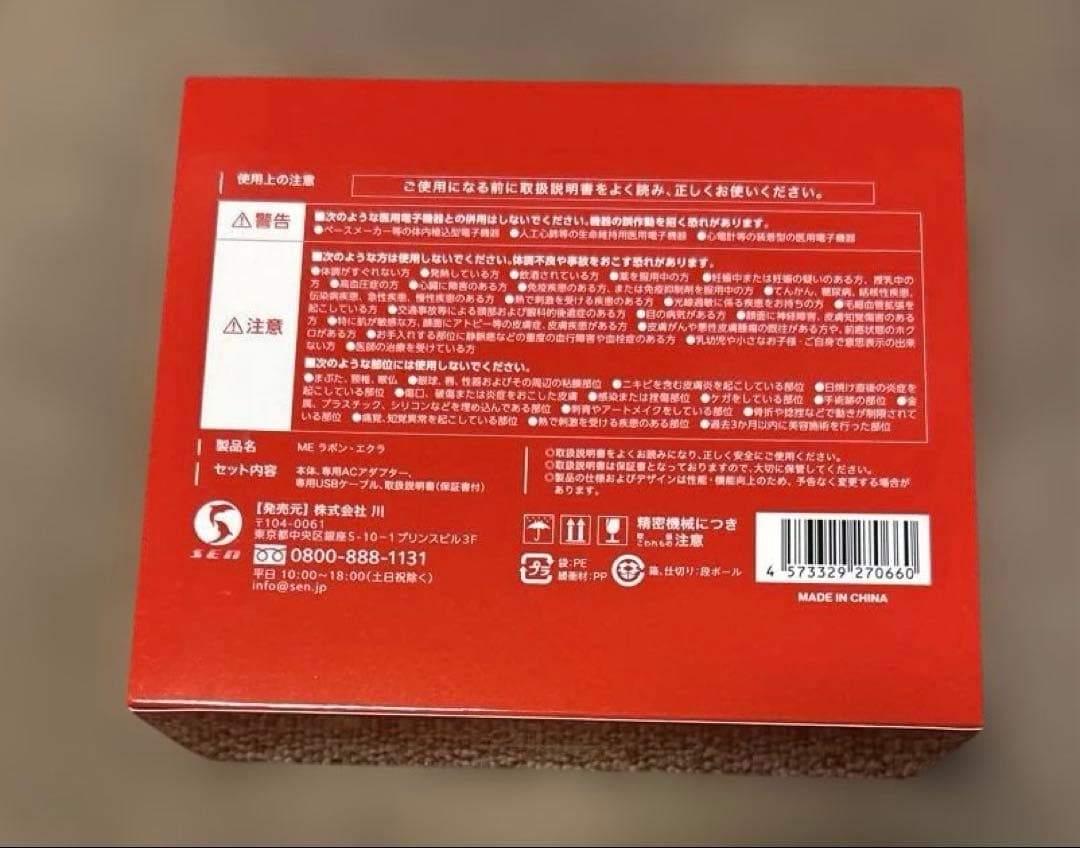 使用上の注意
ご使用になる前に取扱説明書をよく読み、正しくお使いください。
警告
■次のような医用電子機器との併用はしないでください。機器の誤作動を招く恐れがあります。
●ペースメーカー等の体内植込型電子機器 ●人工心肺等の生命維持用医用電子機器 ●心電計等の装着型の医用電子機器
注意
■次のような方は使用しないでください。体調不良や事故をおこす恐れがあります。
●体調がすぐれない方 ●発熱している方 ●飲酒されている方 ●薬を服用中の方 ●妊娠中または妊娠の疑いのある方、授乳中の
方 ●高血圧症の方 ●心臓に障害のある方 ●免疫疾患のある方、または免疫抑制剤を服用中の方 ●てんかん、糖尿病、結核性疾患、
伝染病疾患、急性疾患、慢性疾患のある方 ●熱で刺激を受ける疾患のある方 ●光線過敏に係る疾患をお持ちの方 ●毛細血管拡張を
起こしている方 ●交通事故等による頭部および眼科的後遺症のある方 ●目の病気がある方 ●顔面に神経障害、皮膚知覚障害のある
方 ●特に肌が敏感な方、顔面にアトピー等の皮膚症、皮膚疾患がある方 ●皮膚がんや悪性皮膚腫瘍の既往がある方や、前癌状態のホク
ロがある方 ●お手入れする部位に静脈瘤などの重度の血行障害や血栓症のある方 ●乳幼児や小さなお子様・ご自身で意思表示の出来
ない方 ●医師の治療を受けている方
■次のような部位には使用しないでください。
●まぶた、頸椎、喉仏 ●眼球、唇、性器およびその周辺の粘膜部位 ●ニキビを含む皮膚炎を起こしている部位 ●日焼け直後の炎症を
起こしている部位 ●傷口、破傷または炎症をおこした皮膚 ●感染または挫傷部位 ●ケガをしている部位 ●手術跡の部位 ●金
属、プラスチック、シリコンなどを埋め込んである部位 ●刺青やアートメイクをしている部位 ●骨折や捻挫などで動きが制限されて
いる部位 ●痛覚、知覚異常を起こしている部位 ●熱で刺激を受ける疾患のある部位 ●過去3か月以内に美容施術を行った部位
製品名 ME ラボン・エクラ
セット内容 本体、専用ACアダプター、
専用USBケーブル、取扱説明書(保証書付)
◎取扱説明書をよくお読みになり、正しく安全にご使用ください。
◎取扱説明書は保証書となっておりますので、大切に保管してください。
◎製品の仕様およびデザインは性能・機能向上のため、予告なく変更する場合が
あります。
SEN
【発売元】株式会社 川
〒104-0061
東京都中央区銀座5-10-1プリンスビル3F
0800-888-1131
平日 10:00〜18:00(土日祝除く)
info@sen.jp
精密機械につき
取扱注意
こわれもの
プラ
袋:PE
緩衝材:PP
箱、仕切り:段ボール
4 573329 270660
MADE IN CHINA